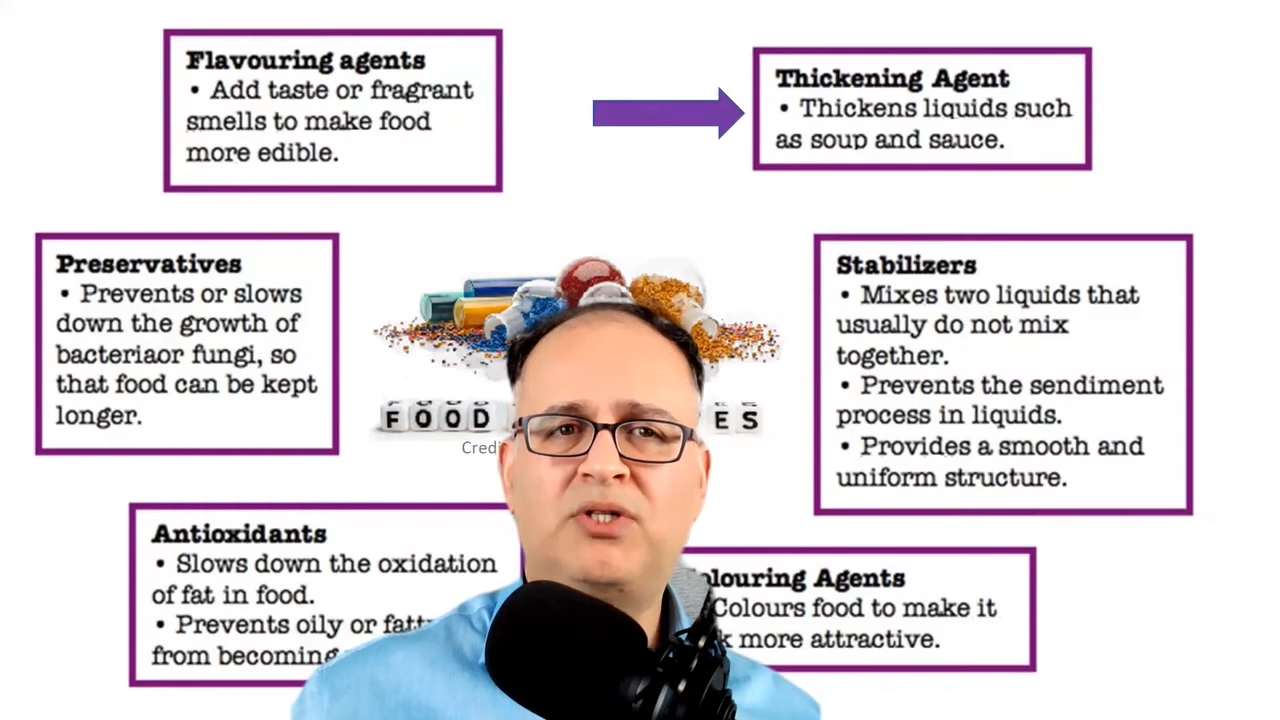 Flavouring agents
• Add taste or fragrant
smells to make food
more edible.
Thickening Agent
• Thickens liquids such
as soup and sauce.
Preservatives
• Prevents or slows
down the growth of
bacteriaor fungi, so
that food can be kept
longer.
Stabilizers
• Mixes two liquids that
usually do not mix
together.
• Prevents the sendiment
process in liquids.
• Provides a smooth and
uniform structure.
FOOD ES
Antioxidants
• Slows down the oxidation
of fat in food.
• Prevents oily or
from becoming
Agents
Colours food to make it
more attractive.